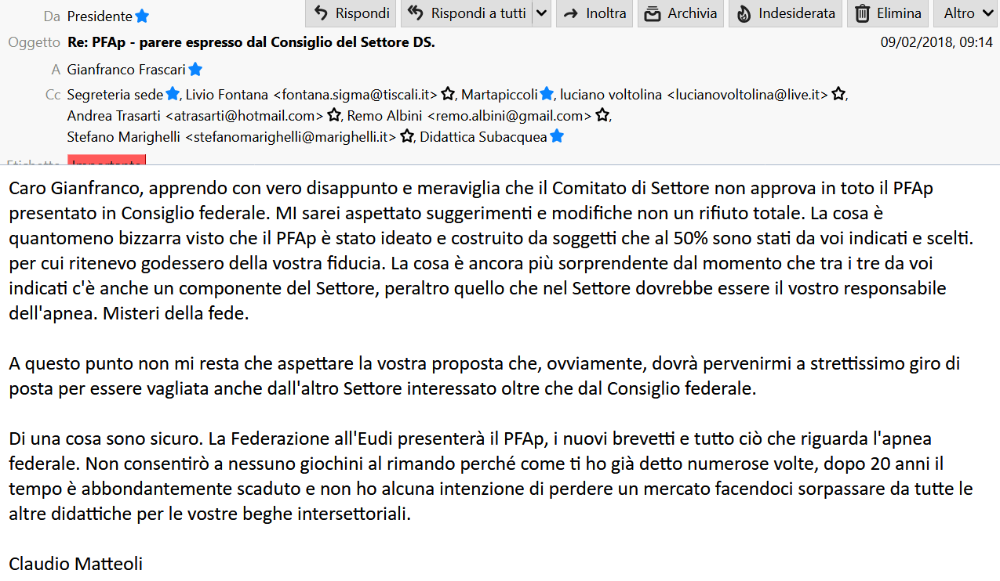 Da Presidente
Rispondi Rispondi a tutti Inoltra Archivia Indesiderata Elimina Altro
Oggetto Re: PFAp - parere espresso dal Consiglio del Settore DS. 09/02/2018, 09:14
A Gianfranco Frascari
Cc Segreteria sede, Livio Fontana <fontana.sigma@tiscali.it>, Martapiccoli, luciano voltolina <lucianovoltolina@live.it>,
Andrea Trasarti <atrasarti@hotmail.com>, Remo Albini <remo.albini@gmail.com>,
Stefano Marighelli <stefanomarighelli@marighelli.it>, Didattica Subacquea
Etichette Importante
Caro Gianfranco, apprendo con vero disappunto e meraviglia che il Comitato di Settore non approva in toto il PFAp
presentato in Consiglio federale. MI sarei aspettato suggerimenti e modifiche non un rifiuto totale. La cosa è
quantomeno bizzarra visto che il PFAp è stato ideato e costruito da soggetti che al 50% sono stati da voi indicati e scelti.
per cui ritenevo godessero della vostra fiducia. La cosa è ancora più sorprendente dal momento che tra i tre da voi
indicati c'è anche un componente del Settore, peraltro quello che nel Settore dovrebbe essere il vostro responsabile
dell'apnea. Misteri della fede.
A questo punto non mi resta che aspettare la vostra proposta che, ovviamente, dovrà pervenirmi a strettissimo giro di
posta per essere vagliata anche dall'altro Settore interessato oltre che dal Consiglio federale.
Di una cosa sono sicuro. La Federazione all'Eudi presenterà il PFAp, i nuovi brevetti e tutto ciò che riguarda l'apnea
federale. Non consentirò a nessuno giochini al rimando perché come ti ho già detto numerose volte, dopo 20 anni il
tempo è abbondantemente scaduto e non ho alcuna intenzione di perdere un mercato facendoci sorpassare da tutte le
altre didattiche per le vostre beghe intersettoriali.
Claudio Matteoli